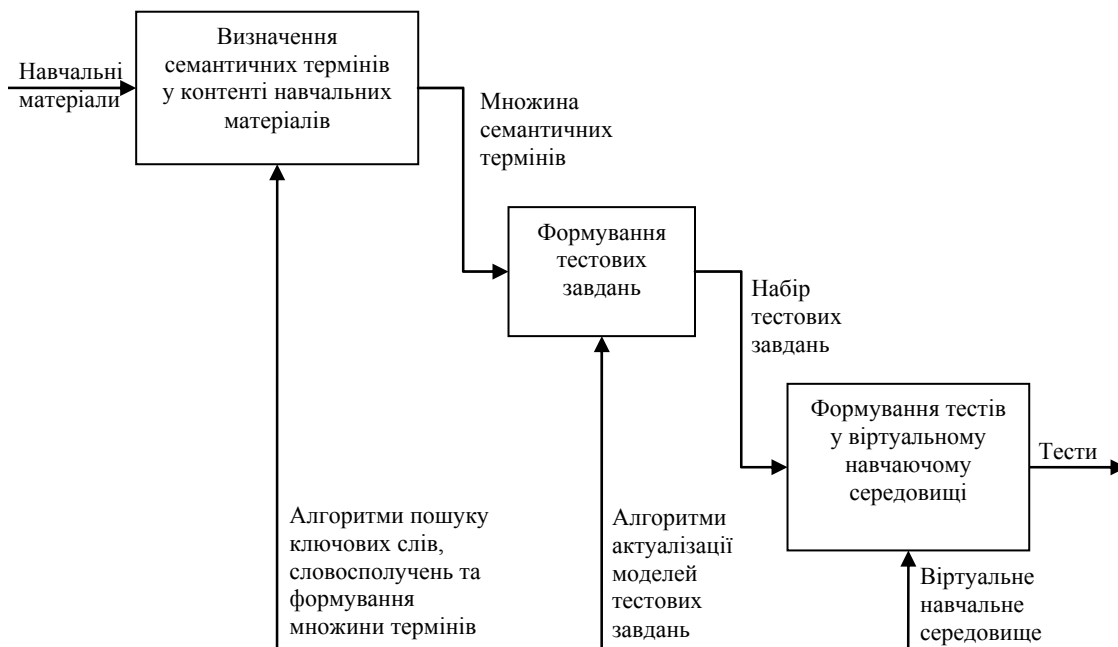 Навчальні
матеріали
Визначення
семантичних термінів
у контенті навчальних
матеріалів
Множина
семантичних
термінів
Формування
тестових
завдань
Набір
тестових
завдань
Формування тестів
у віртуальному
навчаючому
середовищі
Тести
Алгоритми пошуку
ключових слів,
словосполучень та
формування
множини термінів
Алгоритми
актуалізації
моделей
тестових
завдань
Віртуальне
навчальне
середовище